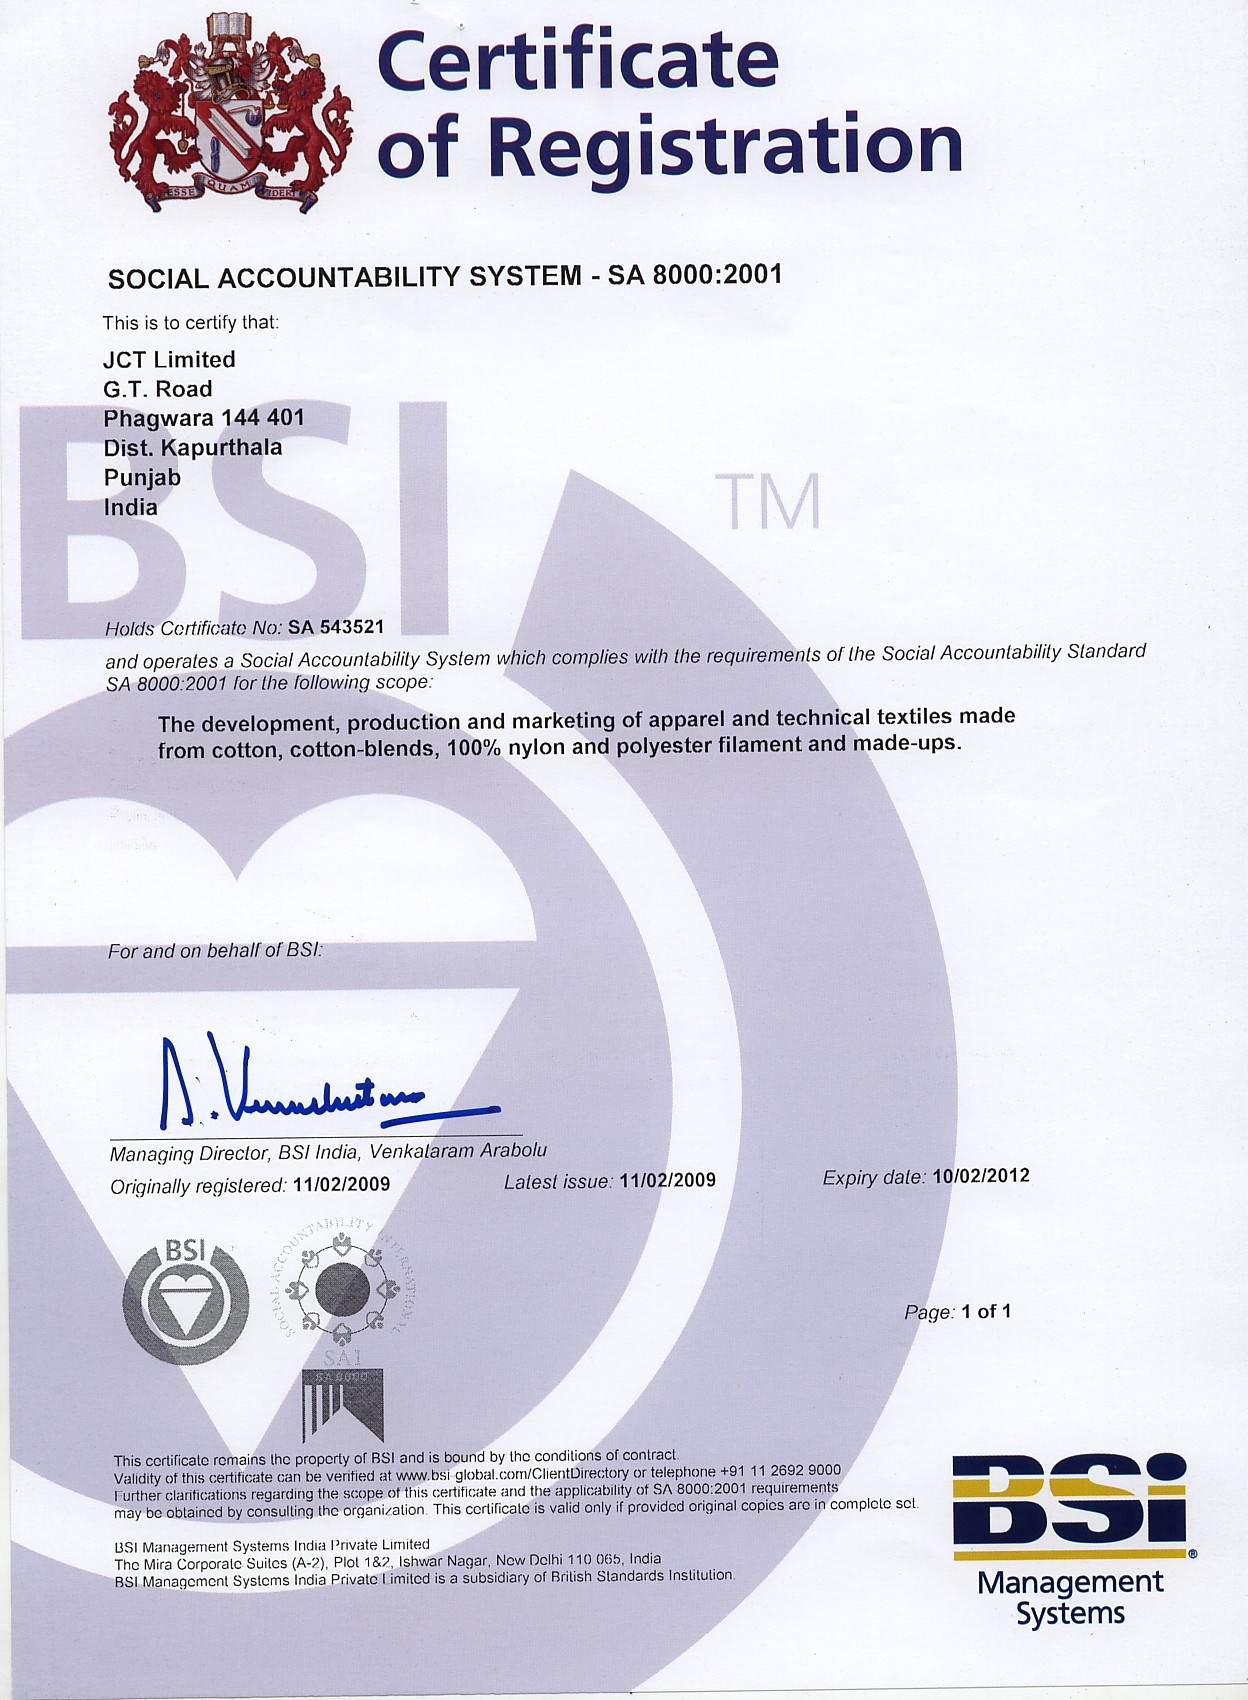 Certificate
of Registration
ESSE QUAM VIDERI
SOCIAL ACCOUNTABILITY SYSTEM - SA 8000:2001
This is to certify that:
JCT Limited
G.T. Road
Phagwara 144 401
Dist. Kapurthala
Punjab
India
BSI
TM
Holds Certificate No: SA 543521
and operates a Social Accountability System which complies with the requirements of the Social Accountability Standard
SA 8000:2001 for the following scope:
The development, production and marketing of apparel and technical textiles made
from cotton, cotton-blends, 100% nylon and polyester filament and made-ups.
For and on behalf of BSI:
Managing Director, BSI India, Venkataram Arabolu
Originally registered: 11/02/2009 Latest issue: 11/02/2009 Expiry date: 10/02/2012
BSI
SOCIAL ACCOUNTABILITY INTERNATIONAL
SAI
SA 8000
Page: 1 of 1
This certificate remains the property of BSI and is bound by the conditions of contract.
Validity of this certificate can be verified at www.bsi-global.com/ClientDirectory or telephone +91 11 2692 9000
Further clarifications regarding the scope of this certificate and the applicability of SA 8000:2001 requirements
may be obtained by consulting the organization. This certificate is valid only if provided original copies are in complete set.
BSI Management Systems India Private Limited
The Mira Corporate Suites (A-2), Plot 1&2, Ishwar Nagar, New Delhi 110 065, India
BSI Management Systems India Private Limited is a subsidiary of British Standards Institution.
BSi ®
Management
Systems